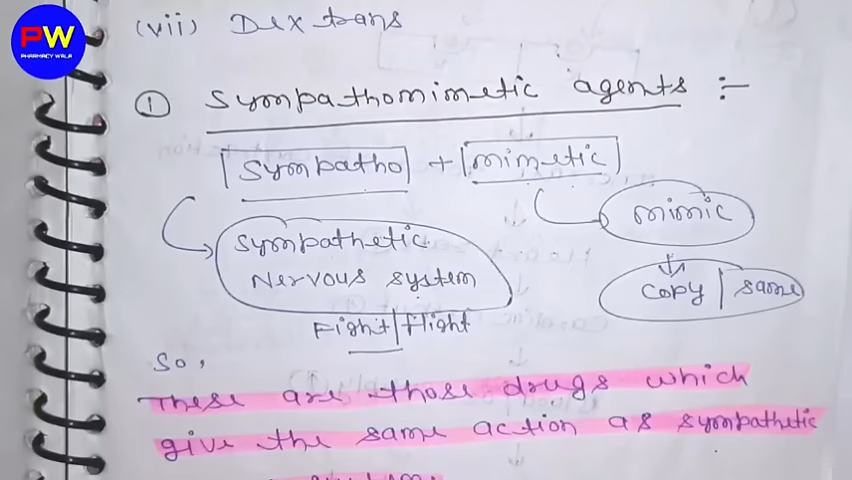 PW
PHARMACY WALA
(vii) Dextrans
① Sympathomimetic agents :-
Sympatho + mimetic
Sympathetic mimic
Nervous system copy | same
Fight/flight
So,
These are those drugs which
give the same action as sympathetic